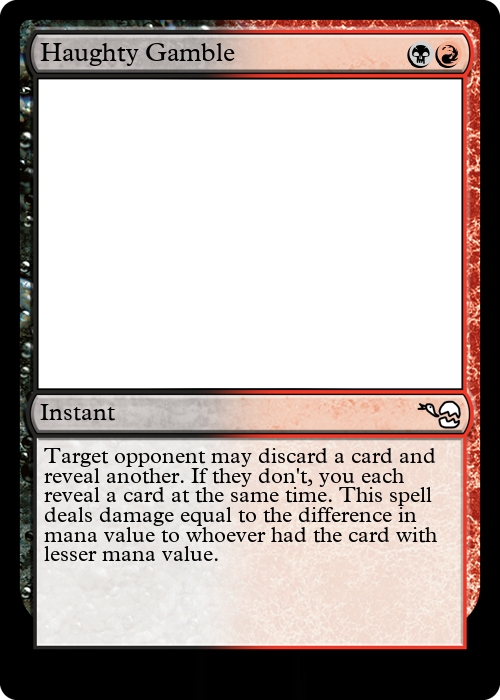 Haughty Gamble
Instant
Target opponent may discard a card and
reveal another. If they don't, you each
reveal a card at the same time. This spell
deals damage equal to the difference in
mana value to whoever had the card with
lesser mana value.